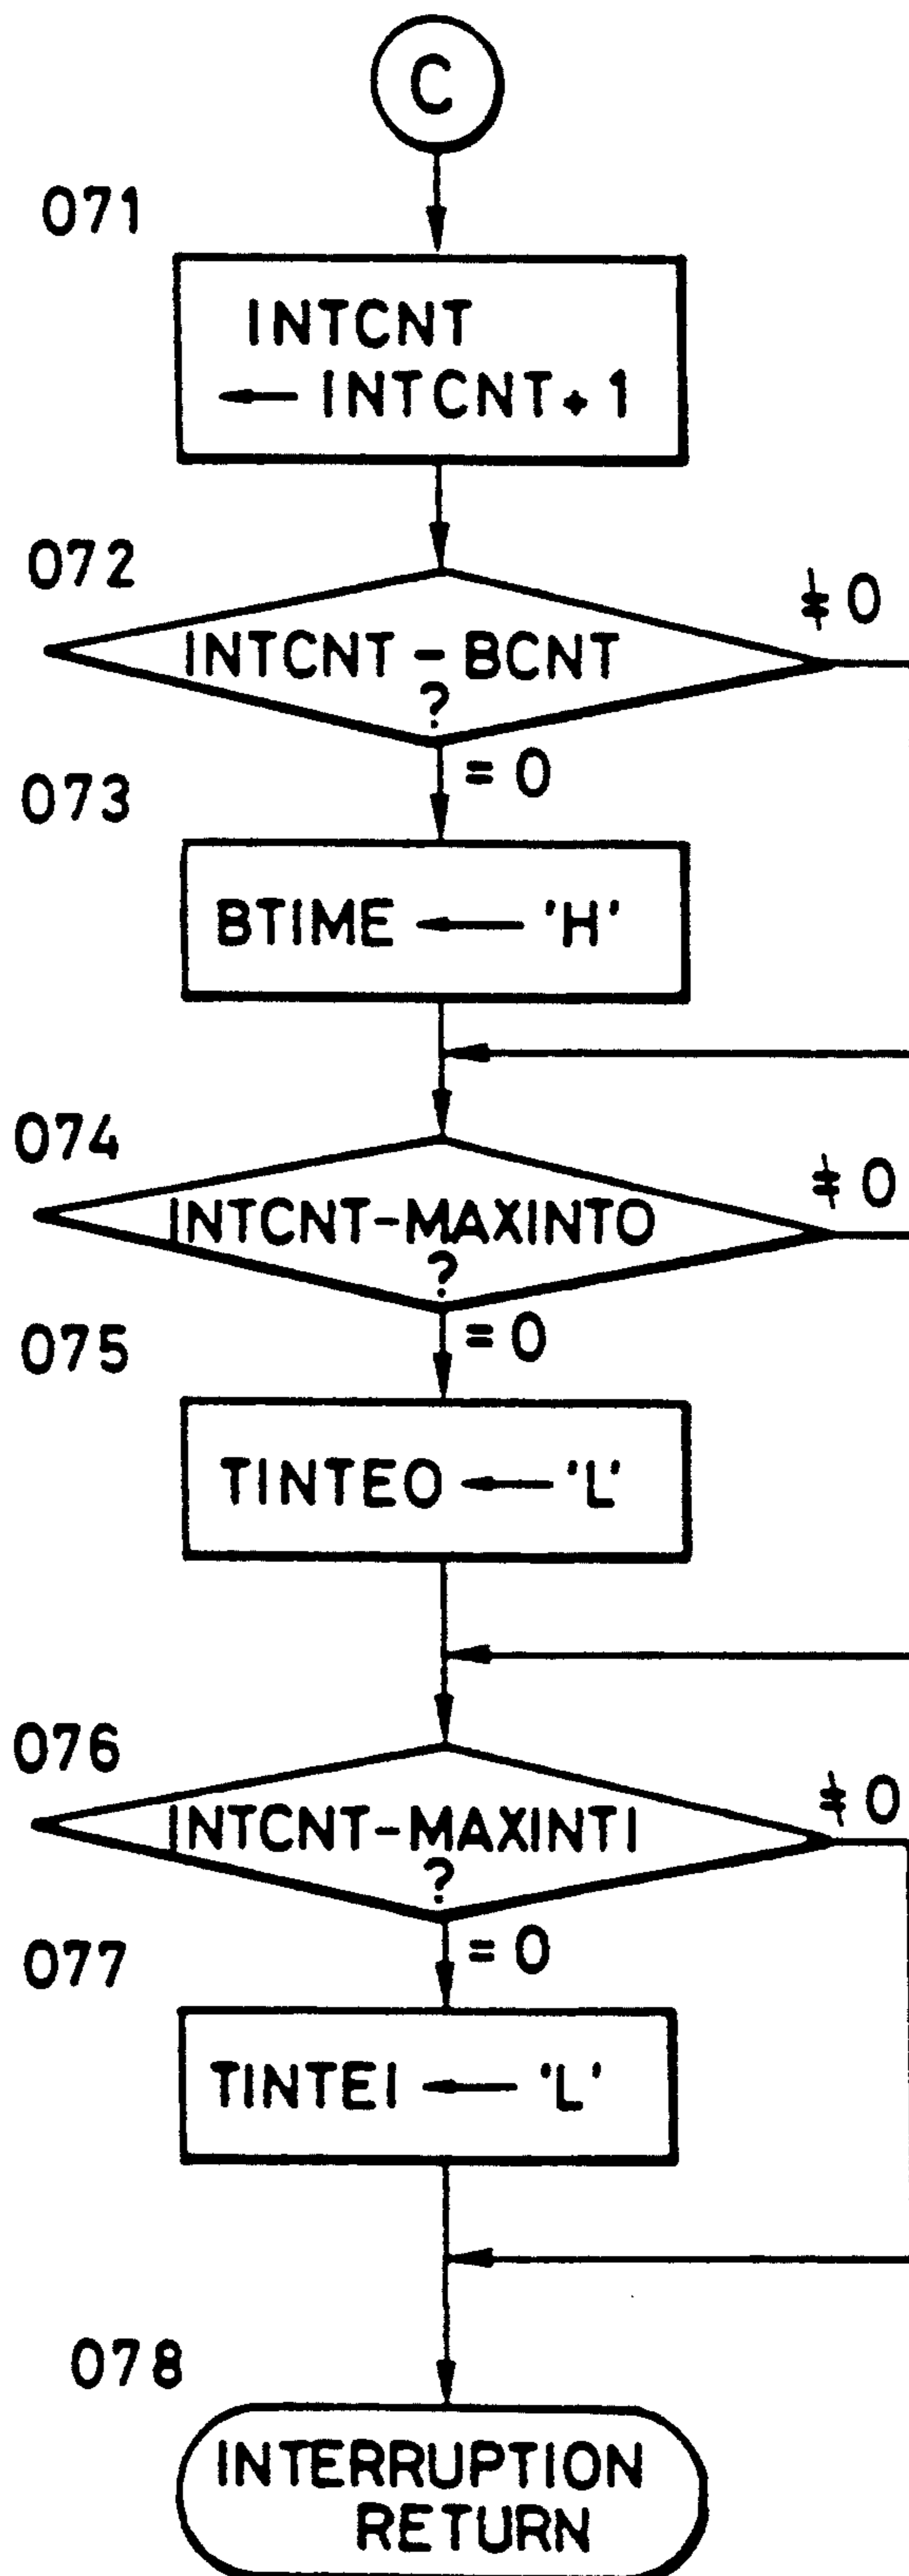 C
071
INTCNT
← INTCNT + 1
072
INTCNT - BCNT
?
≠ 0
= 0
073
BTIME ← 'H'
074
INTCNT-MAXINT0
?
≠ 0
= 0
075
TINTE0 ← 'L'
076
INTCNT-MAXINT1
?
≠ 0
= 0
077
TINTE1 ← 'L'
078
INTERRUPTION
RETURN